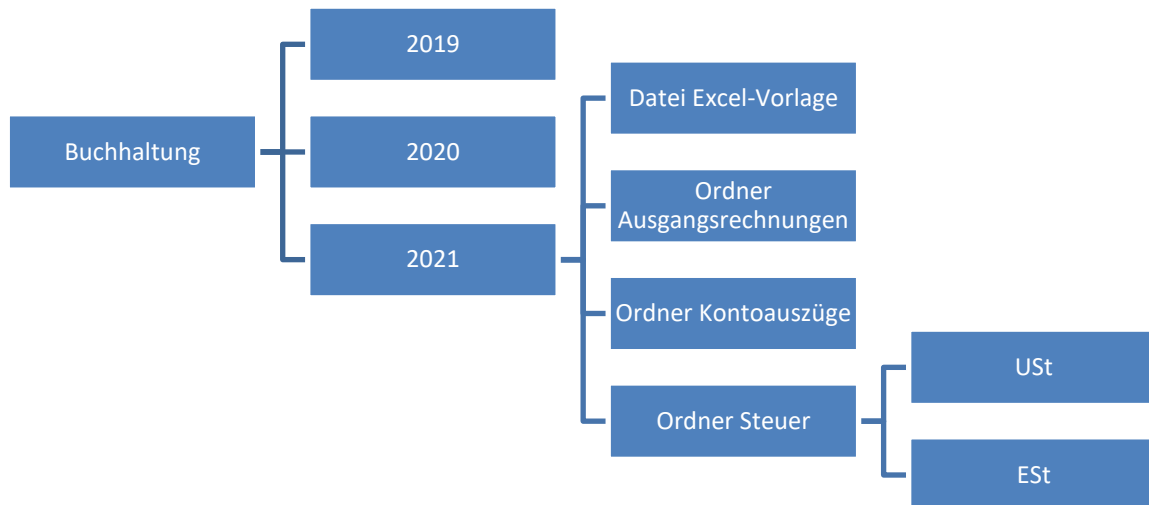 Buchhaltung
2019
2020
2021
Datei Excel-Vorlage
Ordner
Ausgangsrechnungen
Ordner Kontoauszüge
Ordner Steuer
USt
ESt